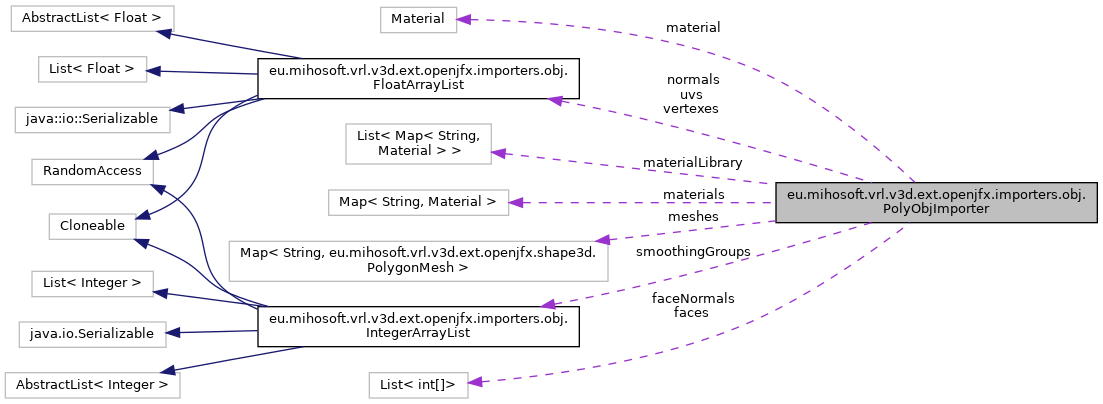 AbstractList< Float >
List< Float >
java::io::Serializable
RandomAccess
Cloneable
List< Integer >
java.io.Serializable
AbstractList< Integer >
Material
eu.mihosoft.vrl.v3d.ext.openjfx.importers.obj.
FloatArrayList
List< Map< String,
Material > >
Map< String, Material >
Map< String, eu.mihosoft.vrl.v3d.ext.openjfx.shape3d.
PolygonMesh >
eu.mihosoft.vrl.v3d.ext.openjfx.importers.obj.
IntegerArrayList
List< int[]>
material
normals
uvs
vertexes
materialLibrary
materials
meshes
smoothingGroups
faceNormals
faces
eu.mihosoft.vrl.v3d.ext.openjfx.importers.obj.
PolyObjImporter